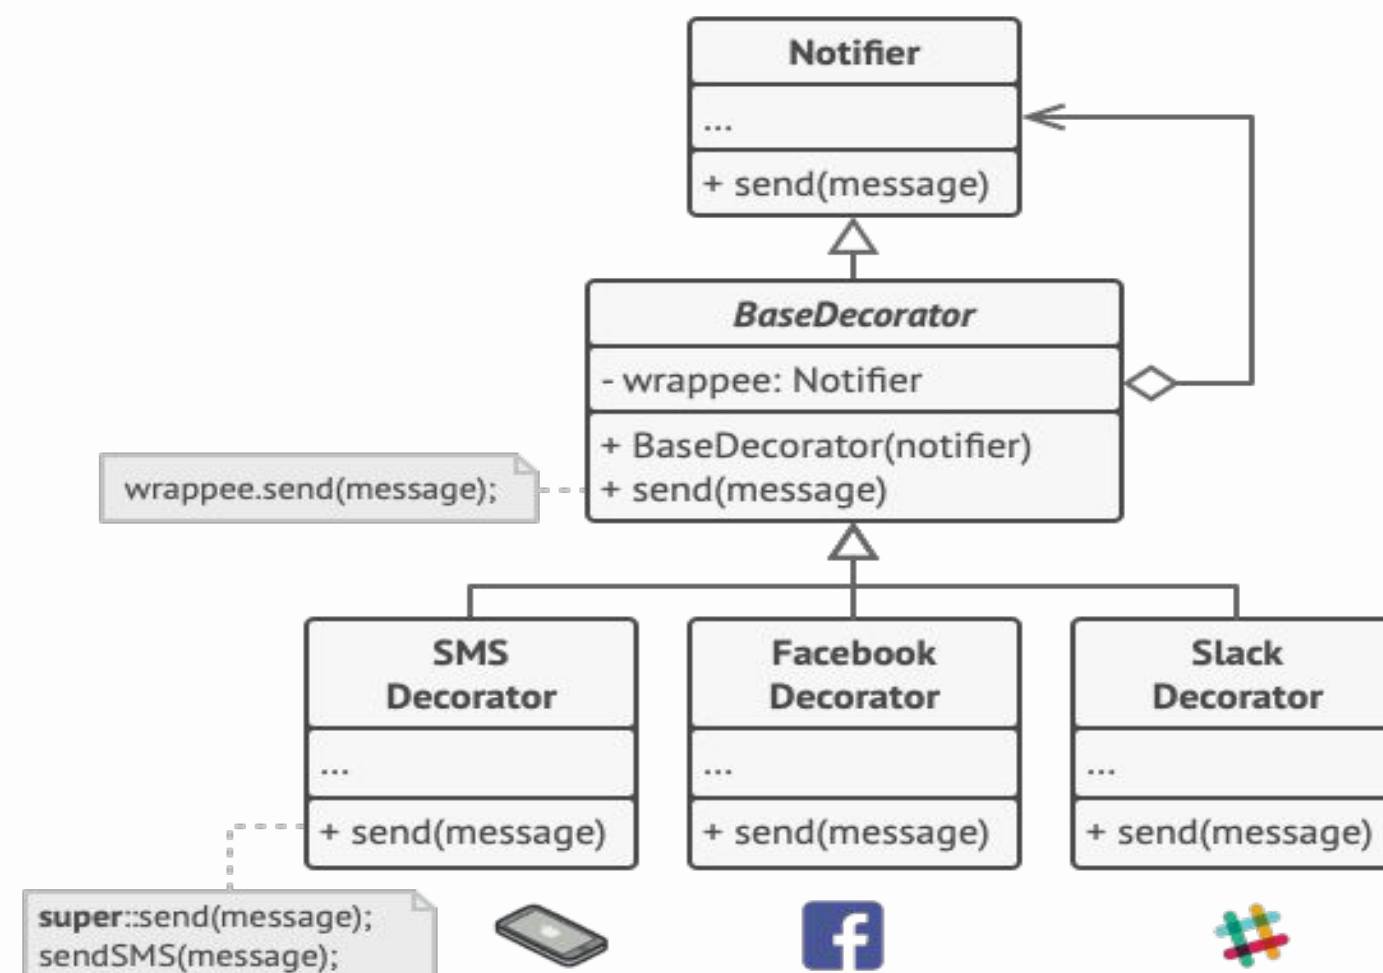 Notifier
...
+ send(message)
BaseDecorator
- wrappee: Notifier
+ BaseDecorator(notifier)
+ send(message)
wrappee.send(message);
SMS
Decorator
...
+ send(message)
Facebook
Decorator
...
+ send(message)
Slack
Decorator
...
+ send(message)
super::send(message);
sendSMS(message);